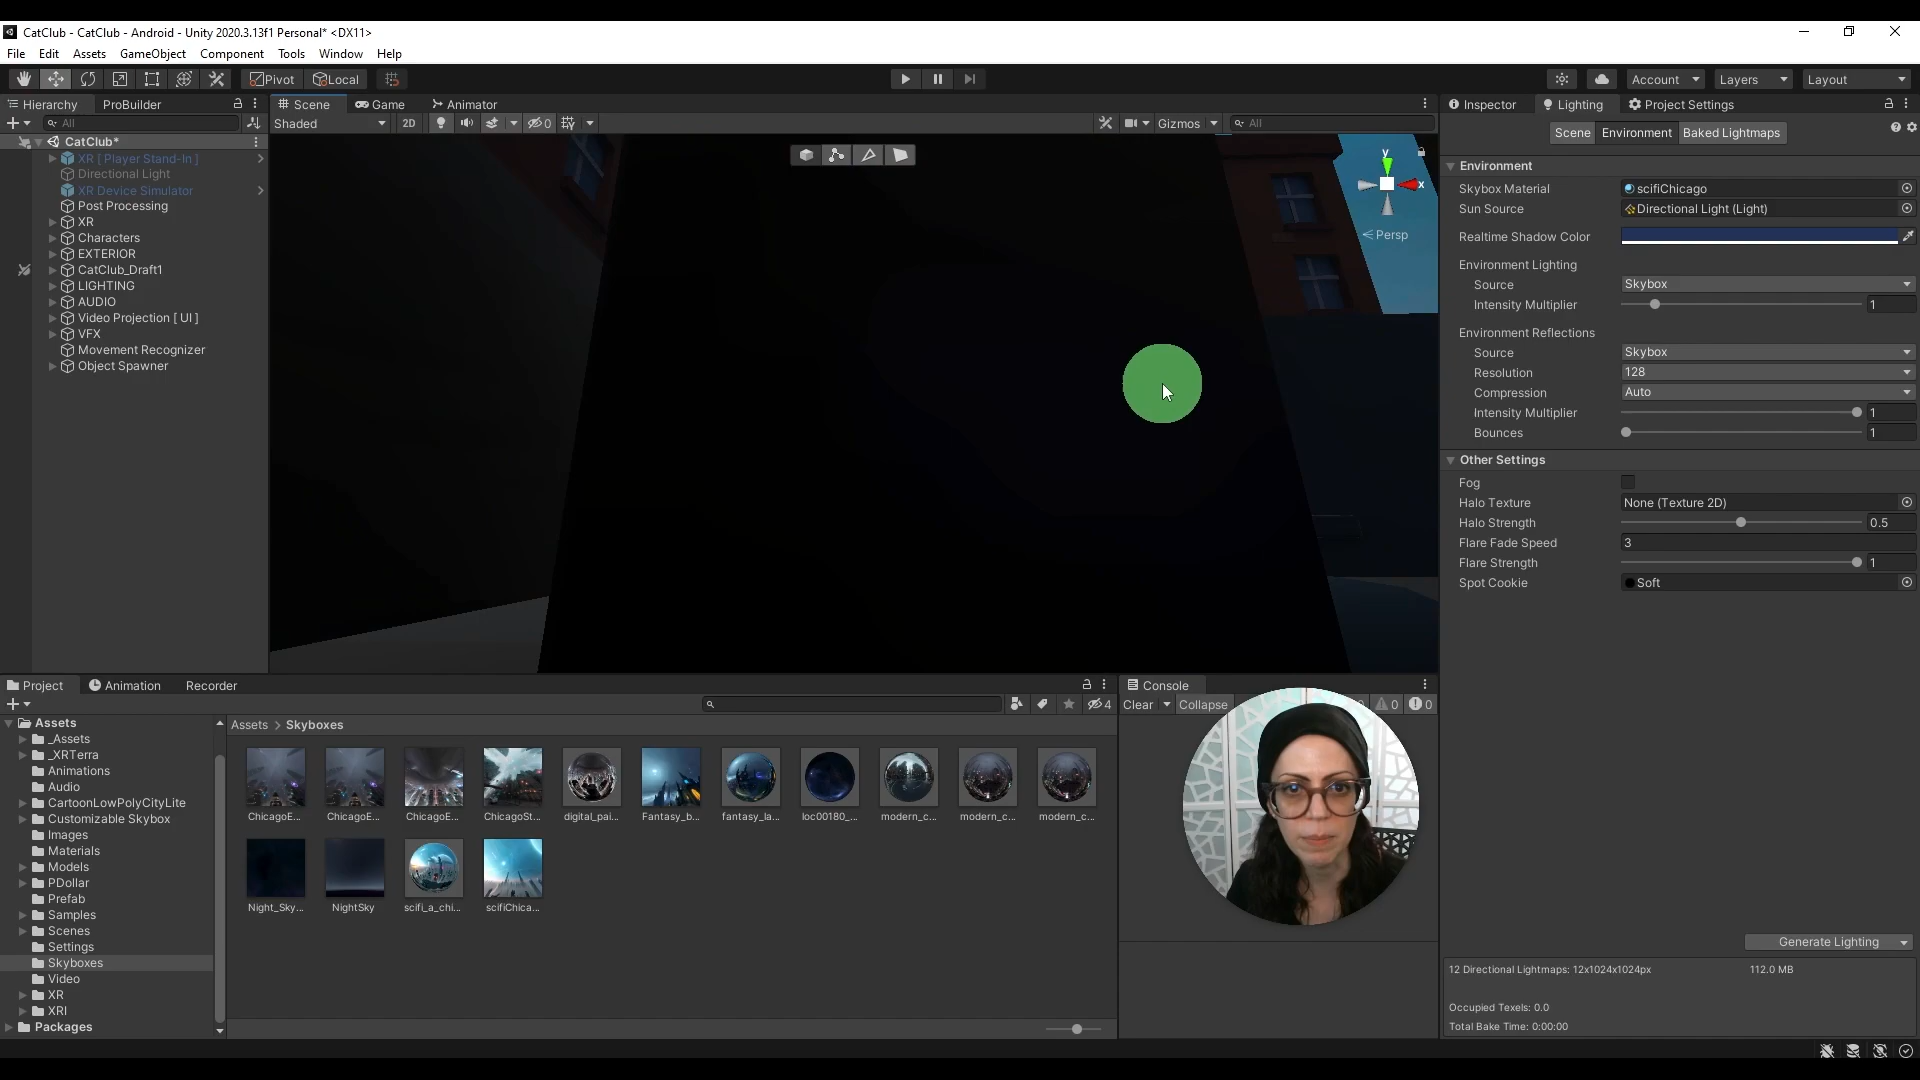 CatClub - CatClub - Android - Unity 2020.3.13f1 Personal* <DX11>
File Edit Assets GameObject Component Tools Window Help
Pivot Local Account Layers Layout
Hierarchy ProBuilder
All
CatClub*
XR [ Player Stand-In ]
Directional Light
XR Device Simulator
Post Processing
XR
Characters
EXTERIOR
CatClub_Draft1
LIGHTING
AUDIO
Video Projection [ UI ]
VFX
Movement Recognizer
Object Spawner
Scene Game Animator
Shaded 2D 0 Gizmos All
y
x
Persp
Inspector Lighting Project Settings
Scene Environment Baked Lightmaps
Environment
Skybox Material scifiChicago
Sun Source Directional Light (Light)
Realtime Shadow Color
Environment Lighting
Source Skybox
Intensity Multiplier 1
Environment Reflections
Source Skybox
Resolution 128
Compression Auto
Intensity Multiplier 1
Bounces 1
Other Settings
Fog
Halo Texture None (Texture 2D)
Halo Strength 0.5
Flare Fade Speed 3
Flare Strength 1
Spot Cookie Soft
Generate Lighting
12 Directional Lightmaps: 12x1024x1024px 112.0 MB
Occupied Texels: 0.0
Total Bake Time: 0:00:00
Project Animation Recorder
4
Assets
_Assets
_XRTerra
Animations
Audio
CartoonLowPolyCityLite
Customizable Skybox
Images
Materials
Models
PDollar
Prefab
Samples
Scenes
Settings
Skyboxes
Video
XR
XRI
Packages
Assets > Skyboxes
ChicagoE... ChicagoE... ChicagoE... ChicagoSt... digital_pai... Fantasy_b... fantasy_la... loc00180_... modern_c... modern_c... modern_c...
Night_Sky... NightSky scifi_a_chi... scifiChica...
Console
Clear Collapse 0 0